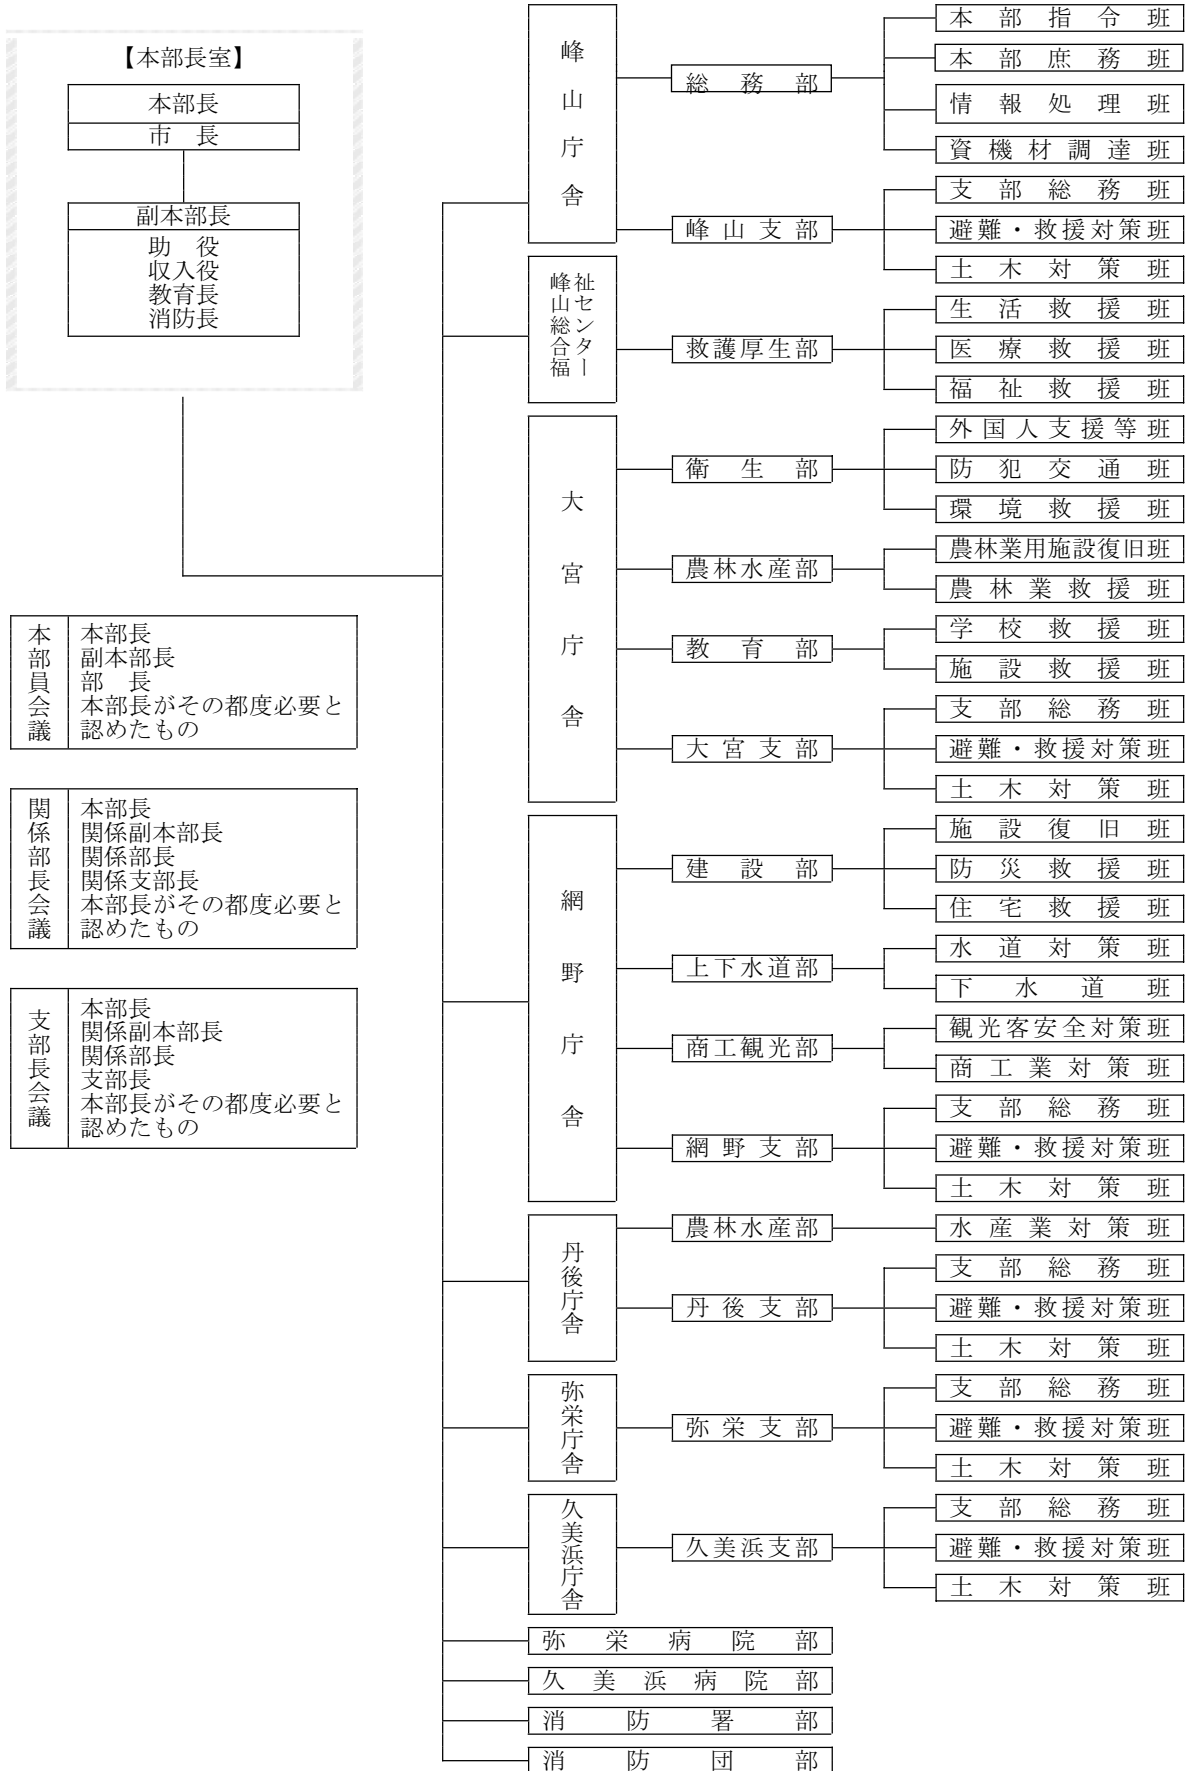 【本部長室】
本部長
市　長
副本部長
助　役
収入役
教育長
消防長
本部員会議
本部長
副本部長
部　長
本部長がその都度必要と
認めたもの
関係部長会議
本部長
関係副本部長
関係部長
関係支部長
本部長がその都度必要と
認めたもの
支部長会議
本部長
関係副本部長
関係部長
支部長
本部長がその都度必要と
認めたもの
峰山庁舎
総務部
本部指令班
本部庶務班
情報処理班
資機材調達班
峰山支部
支部総務班
避難・救援対策班
土木対策班
峰山総合福
祉センター
救護厚生部
生活救援班
医療救援班
福祉救援班
大宮庁舎
衛生部
外国人支援等班
防犯交通班
環境救援班
農林水産部
農林業用施設復旧班
農林業救援班
教育部
学校救援班
施設救援班
大宮支部
支部総務班
避難・救援対策班
土木対策班
網野庁舎
建設部
施設復旧班
防災救援班
住宅救援班
上下水道部
水道対策班
下水道班
商工観光部
観光客安全対策班
商工業対策班
網野支部
支部総務班
避難・救援対策班
土木対策班
丹後庁舎
農林水産部
水産業対策班
丹後支部
支部総務班
避難・救援対策班
土木対策班
弥栄庁舎
弥栄支部
支部総務班
避難・救援対策班
土木対策班
久美浜庁舎
久美浜支部
支部総務班
避難・救援対策班
土木対策班
弥栄病院部
久美浜病院部
消防署部
消防団部